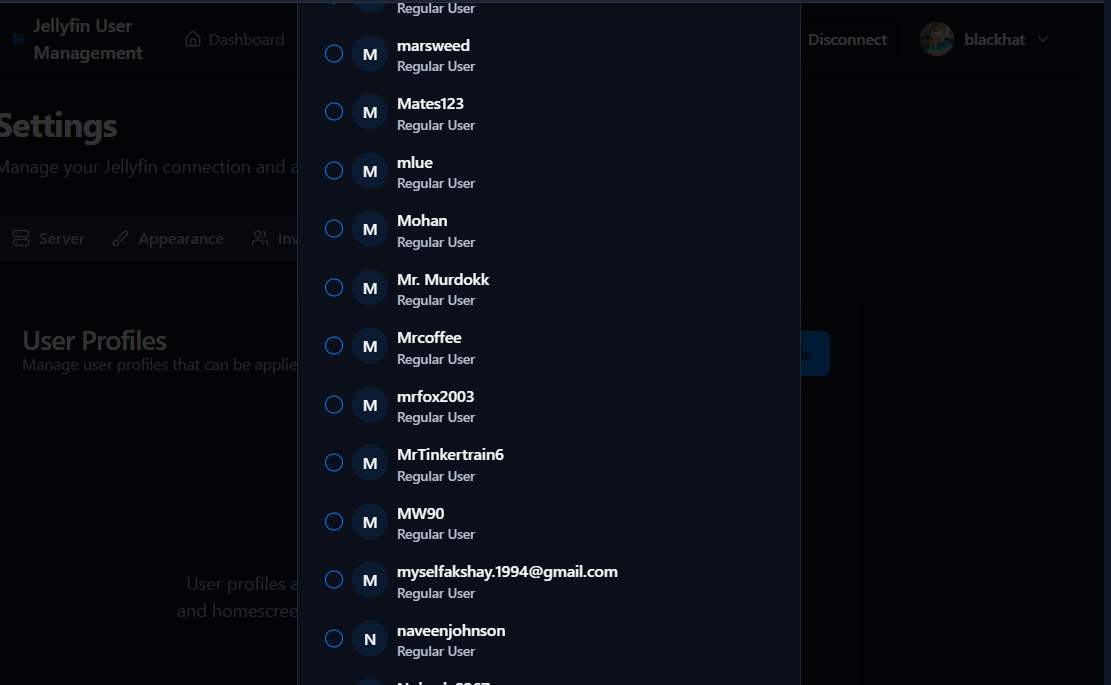 Regular User
Jellyfin User
Management
Dashboard
Disconnect
blackhat
Settings
Manage your Jellyfin connection and a
Server
Appearance
Inv
User Profiles
Manage user profiles that can be applie
User profiles a
and homescree
M
marsweed
Regular User
M
Mates123
Regular User
M
mlue
Regular User
M
Mohan
Regular User
M
Mr. Murdokk
Regular User
M
Mrcoffee
Regular User
M
mrfox2003
Regular User
M
MrTinkertrain6
Regular User
M
MW90
Regular User
M
myselfakshay.1994@gmail.com
Regular User
N
naveenjohnson
Regular User